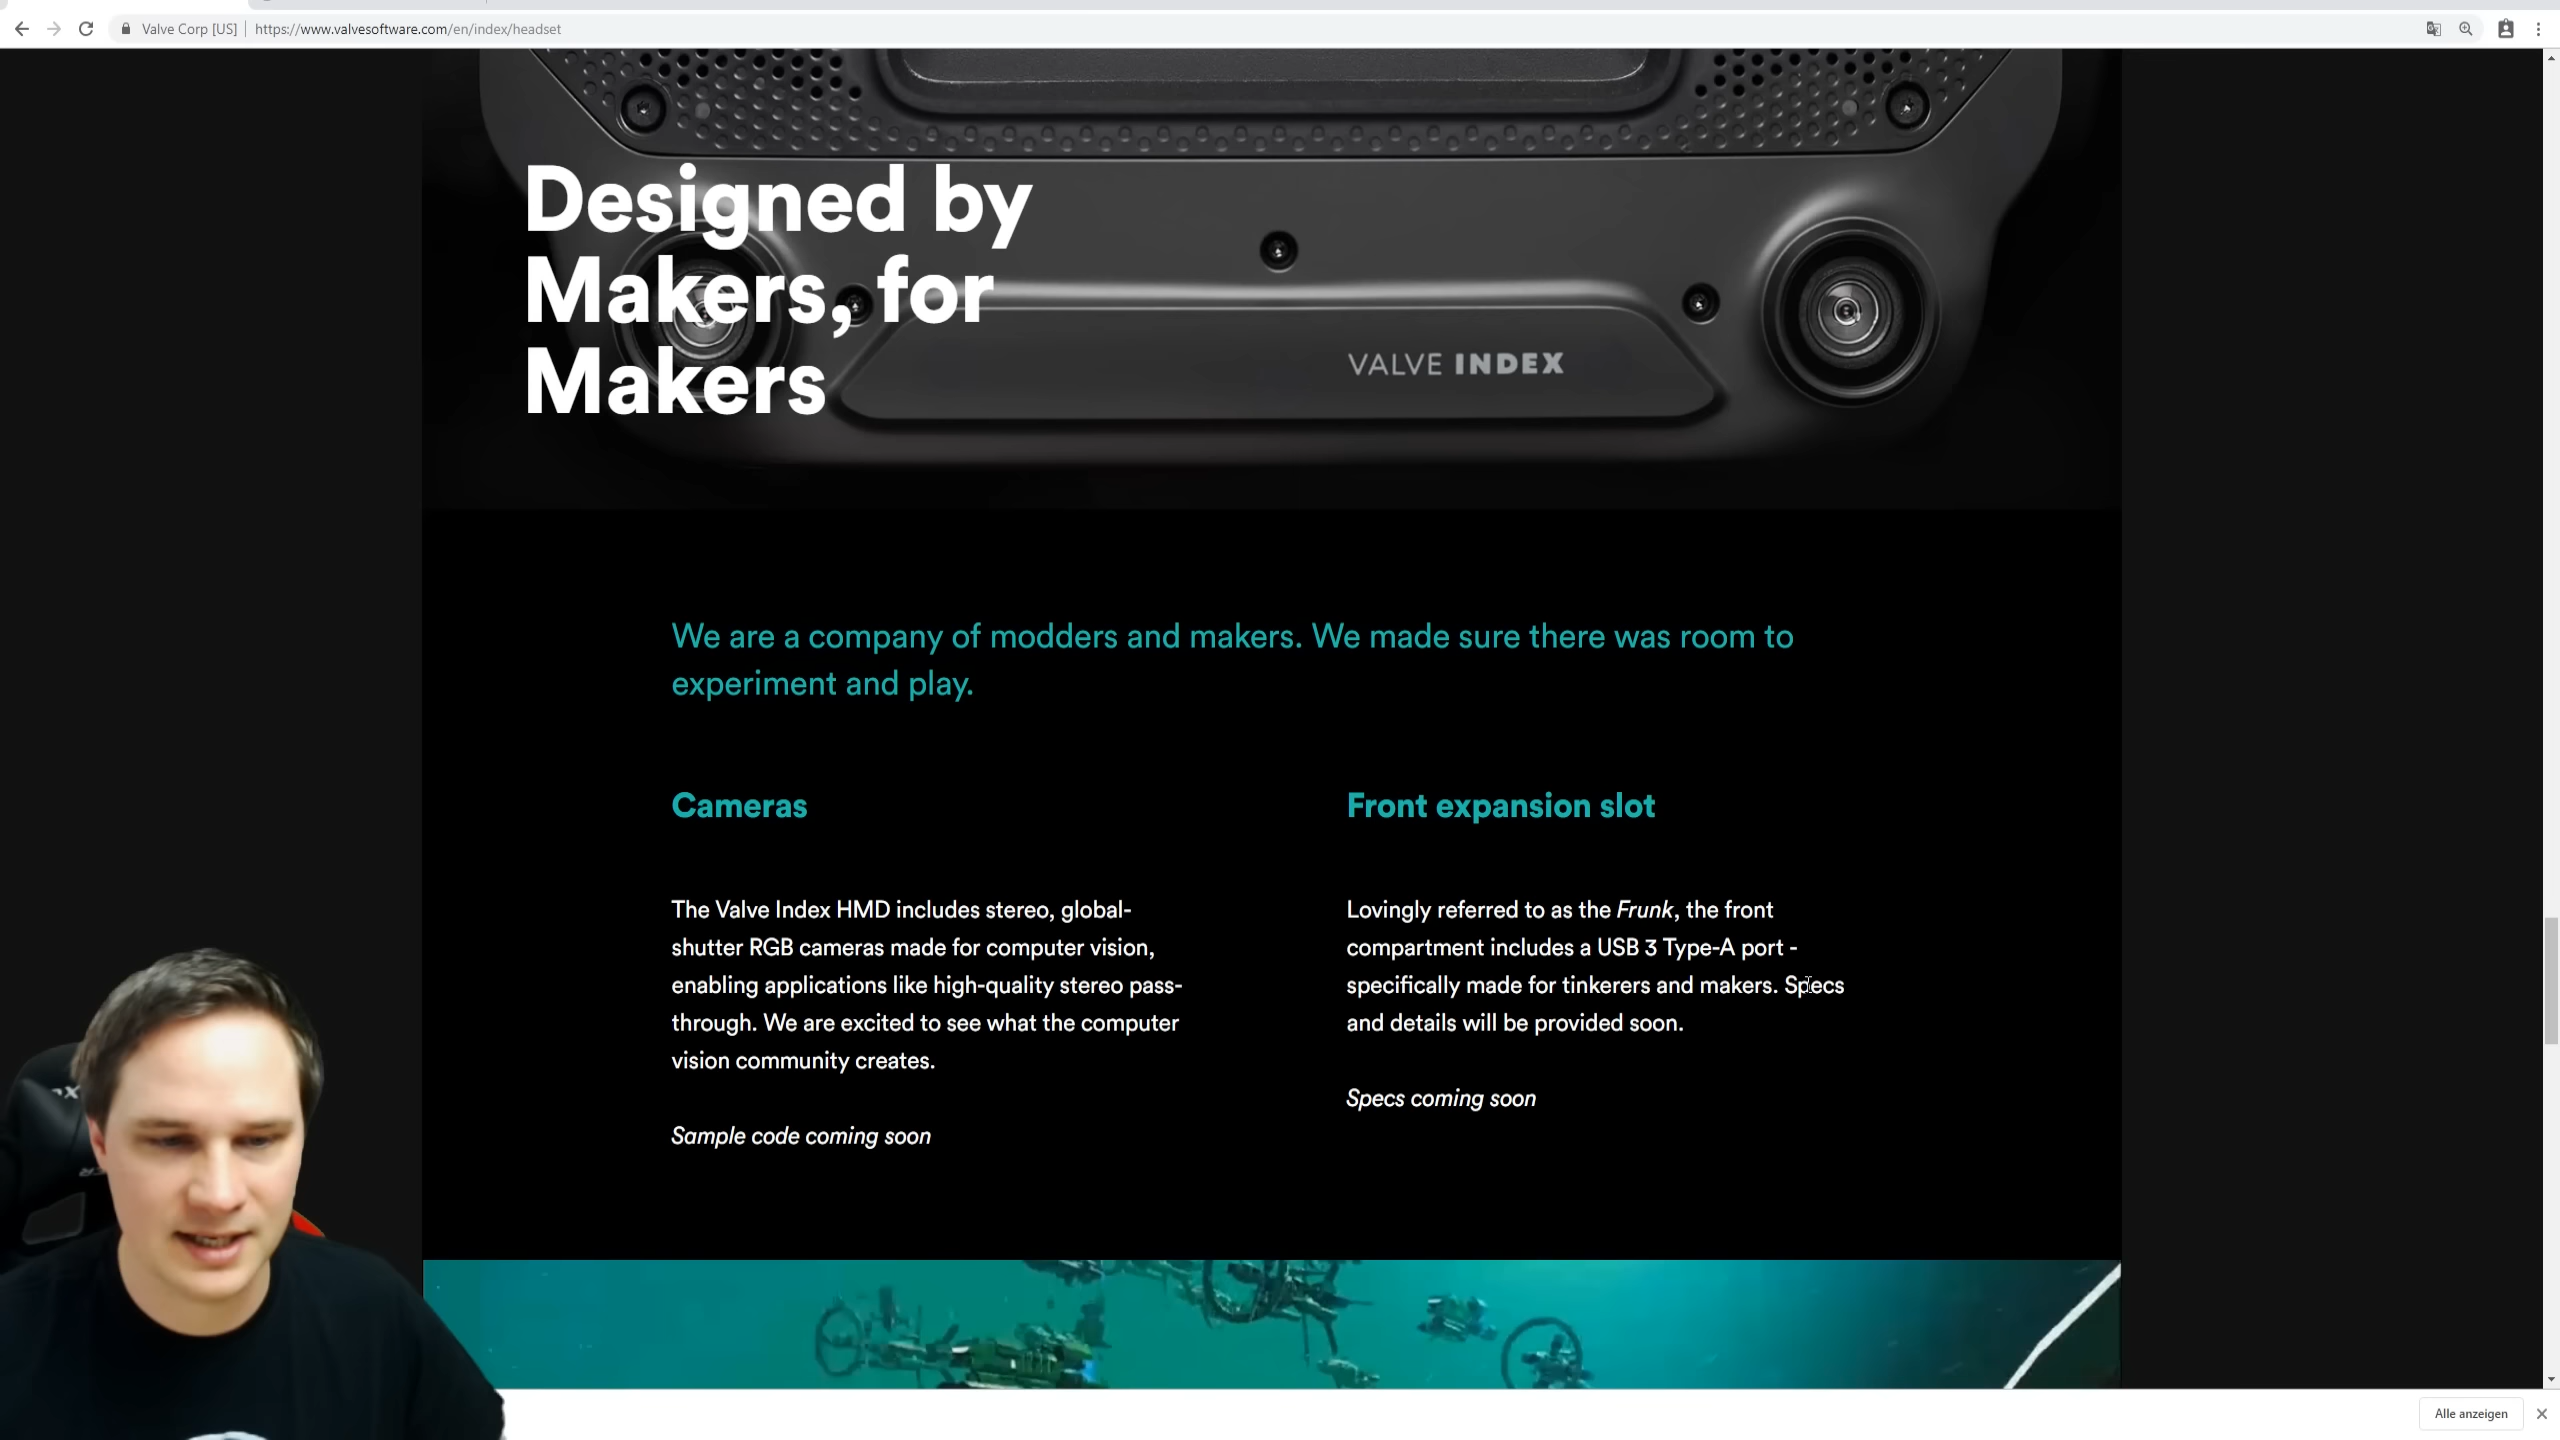 Valve Corp [US] https://www.valvesoftware.com/en/index/headset
Designed by
Makers, for
Makers
VALVE INDEX
We are a company of modders and makers. We made sure there was room to
experiment and play.
Cameras
The Valve Index HMD includes stereo, global-
shutter RGB cameras made for computer vision,
enabling applications like high-quality stereo pass-
through. We are excited to see what the computer
vision community creates.
Sample code coming soon
Front expansion slot
Lovingly referred to as the Frunk, the front
compartment includes a USB 3 Type-A port -
specifically made for tinkerers and makers. Specs
and details will be provided soon.
Specs coming soon
Alle anzeigen